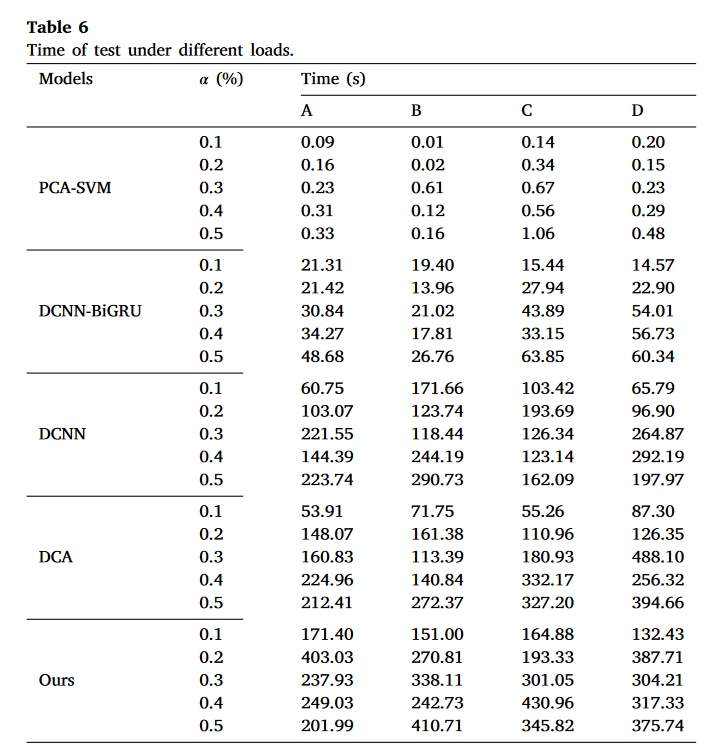 Table 6
Time of test under different loads.
Models α (%) Time (s)
A B C D
0.1 0.09 0.01 0.14 0.20
0.2 0.16 0.02 0.34 0.15
PCA-SVM 0.3 0.23 0.61 0.67 0.23
0.4 0.31 0.12 0.56 0.29
0.5 0.33 0.16 1.06 0.48
0.1 21.31 19.40 15.44 14.57
0.2 21.42 13.96 27.94 22.90
DCNN-BiGRU 0.3 30.84 21.02 43.89 54.01
0.4 34.27 17.81 33.15 56.73
0.5 48.68 26.76 63.85 60.34
0.1 60.75 171.66 103.42 65.79
0.2 103.07 123.74 193.69 96.90
DCNN 0.3 221.55 118.44 126.34 264.87
0.4 144.39 244.19 123.14 292.19
0.5 223.74 290.73 162.09 197.97
0.1 53.91 71.75 55.26 87.30
0.2 148.07 161.38 110.96 126.35
DCA 0.3 160.83 113.39 180.93 488.10
0.4 224.96 140.84 332.17 256.32
0.5 212.41 272.37 327.20 394.66
0.1 171.40 151.00 164.88 132.43
0.2 403.03 270.81 193.33 387.71
Ours 0.3 237.93 338.11 301.05 304.21
0.4 249.03 242.73 430.96 317.33
0.5 201.99 410.71 345.82 375.74